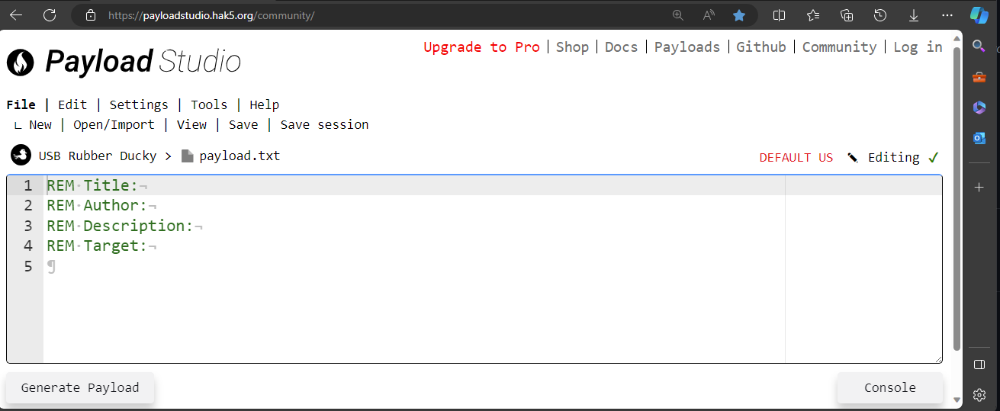 https://payloadstudio.hak5.org/community/
Payload Studio
Upgrade to Pro | Shop | Docs | Payloads | Github | Community | Log in
File | Edit | Settings | Tools | Help
∟ New | Open/Import | View | Save | Save session
USB Rubber Ducky > payload.txt
DEFAULT US Editing ✓
1 REM·Title:¬
2 REM·Author:¬
3 REM·Description:¬
4 REM·Target:¬
5 ¶
Generate Payload
Console